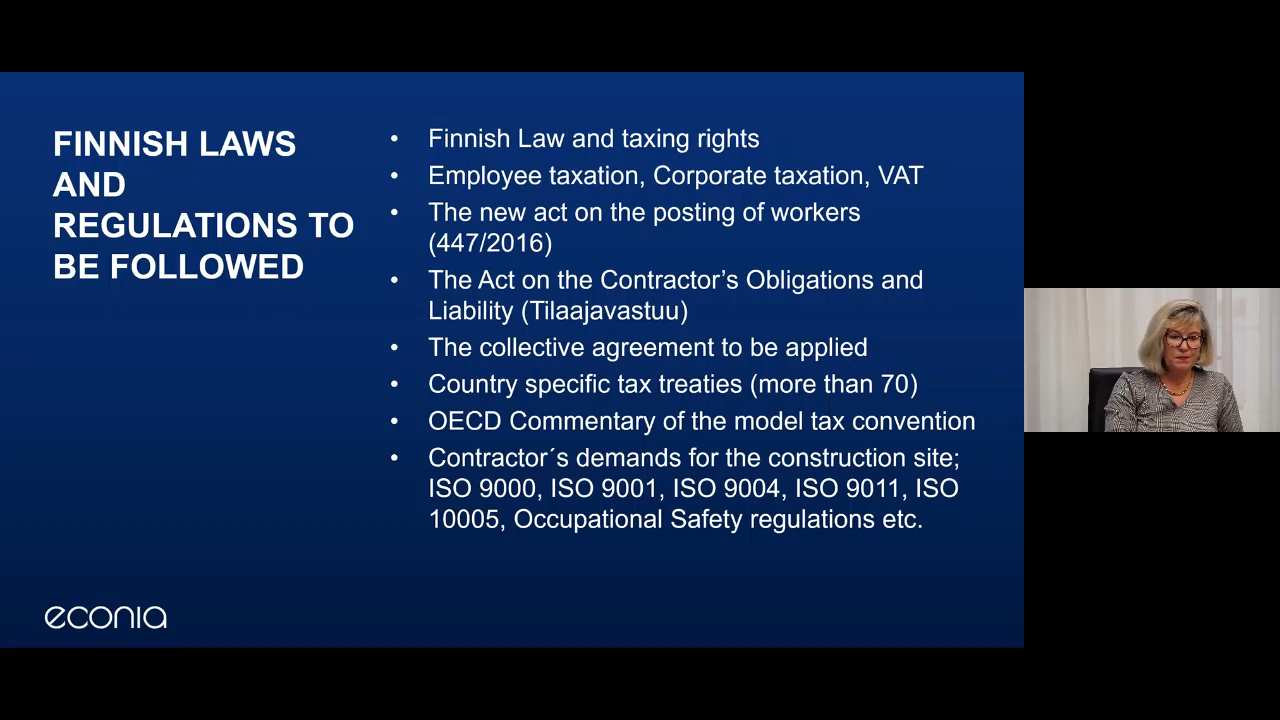 FINNISH LAWS
AND
REGULATIONS TO
BE FOLLOWED
• Finnish Law and taxing rights
• Employee taxation, Corporate taxation, VAT
• The new act on the posting of workers
(447/2016)
• The Act on the Contractor’s Obligations and
Liability (Tilaajavastuu)
• The collective agreement to be applied
• Country specific tax treaties (more than 70)
• OECD Commentary of the model tax convention
• Contractor´s demands for the construction site;
ISO 9000, ISO 9001, ISO 9004, ISO 9011, ISO
10005, Occupational Safety regulations etc.
econia